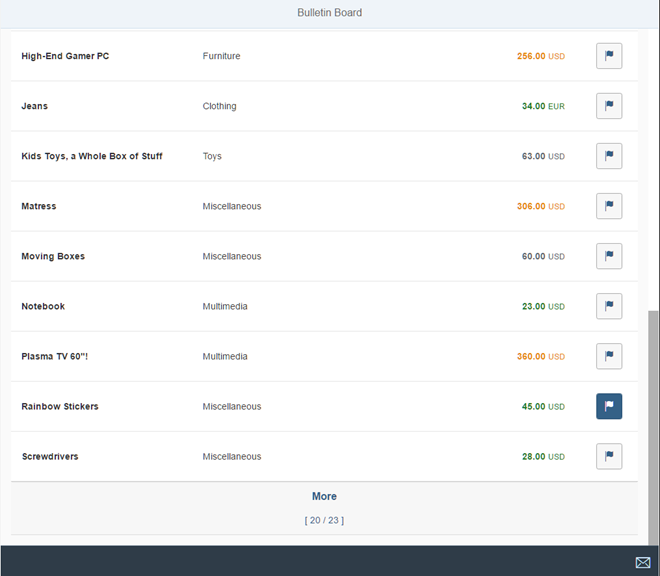 Bulletin Board
High-End Gamer PC Furniture 256.00 USD
Jeans Clothing 34.00 EUR
Kids Toys, a Whole Box of Stuff Toys 63.00 USD
Matress Miscellaneous 306.00 USD
Moving Boxes Miscellaneous 60.00 USD
Notebook Multimedia 23.00 USD
Plasma TV 60"! Multimedia 360.00 USD
Rainbow Stickers Miscellaneous 45.00 USD
Screwdrivers Miscellaneous 28.00 USD
More
[ 20 / 23 ]